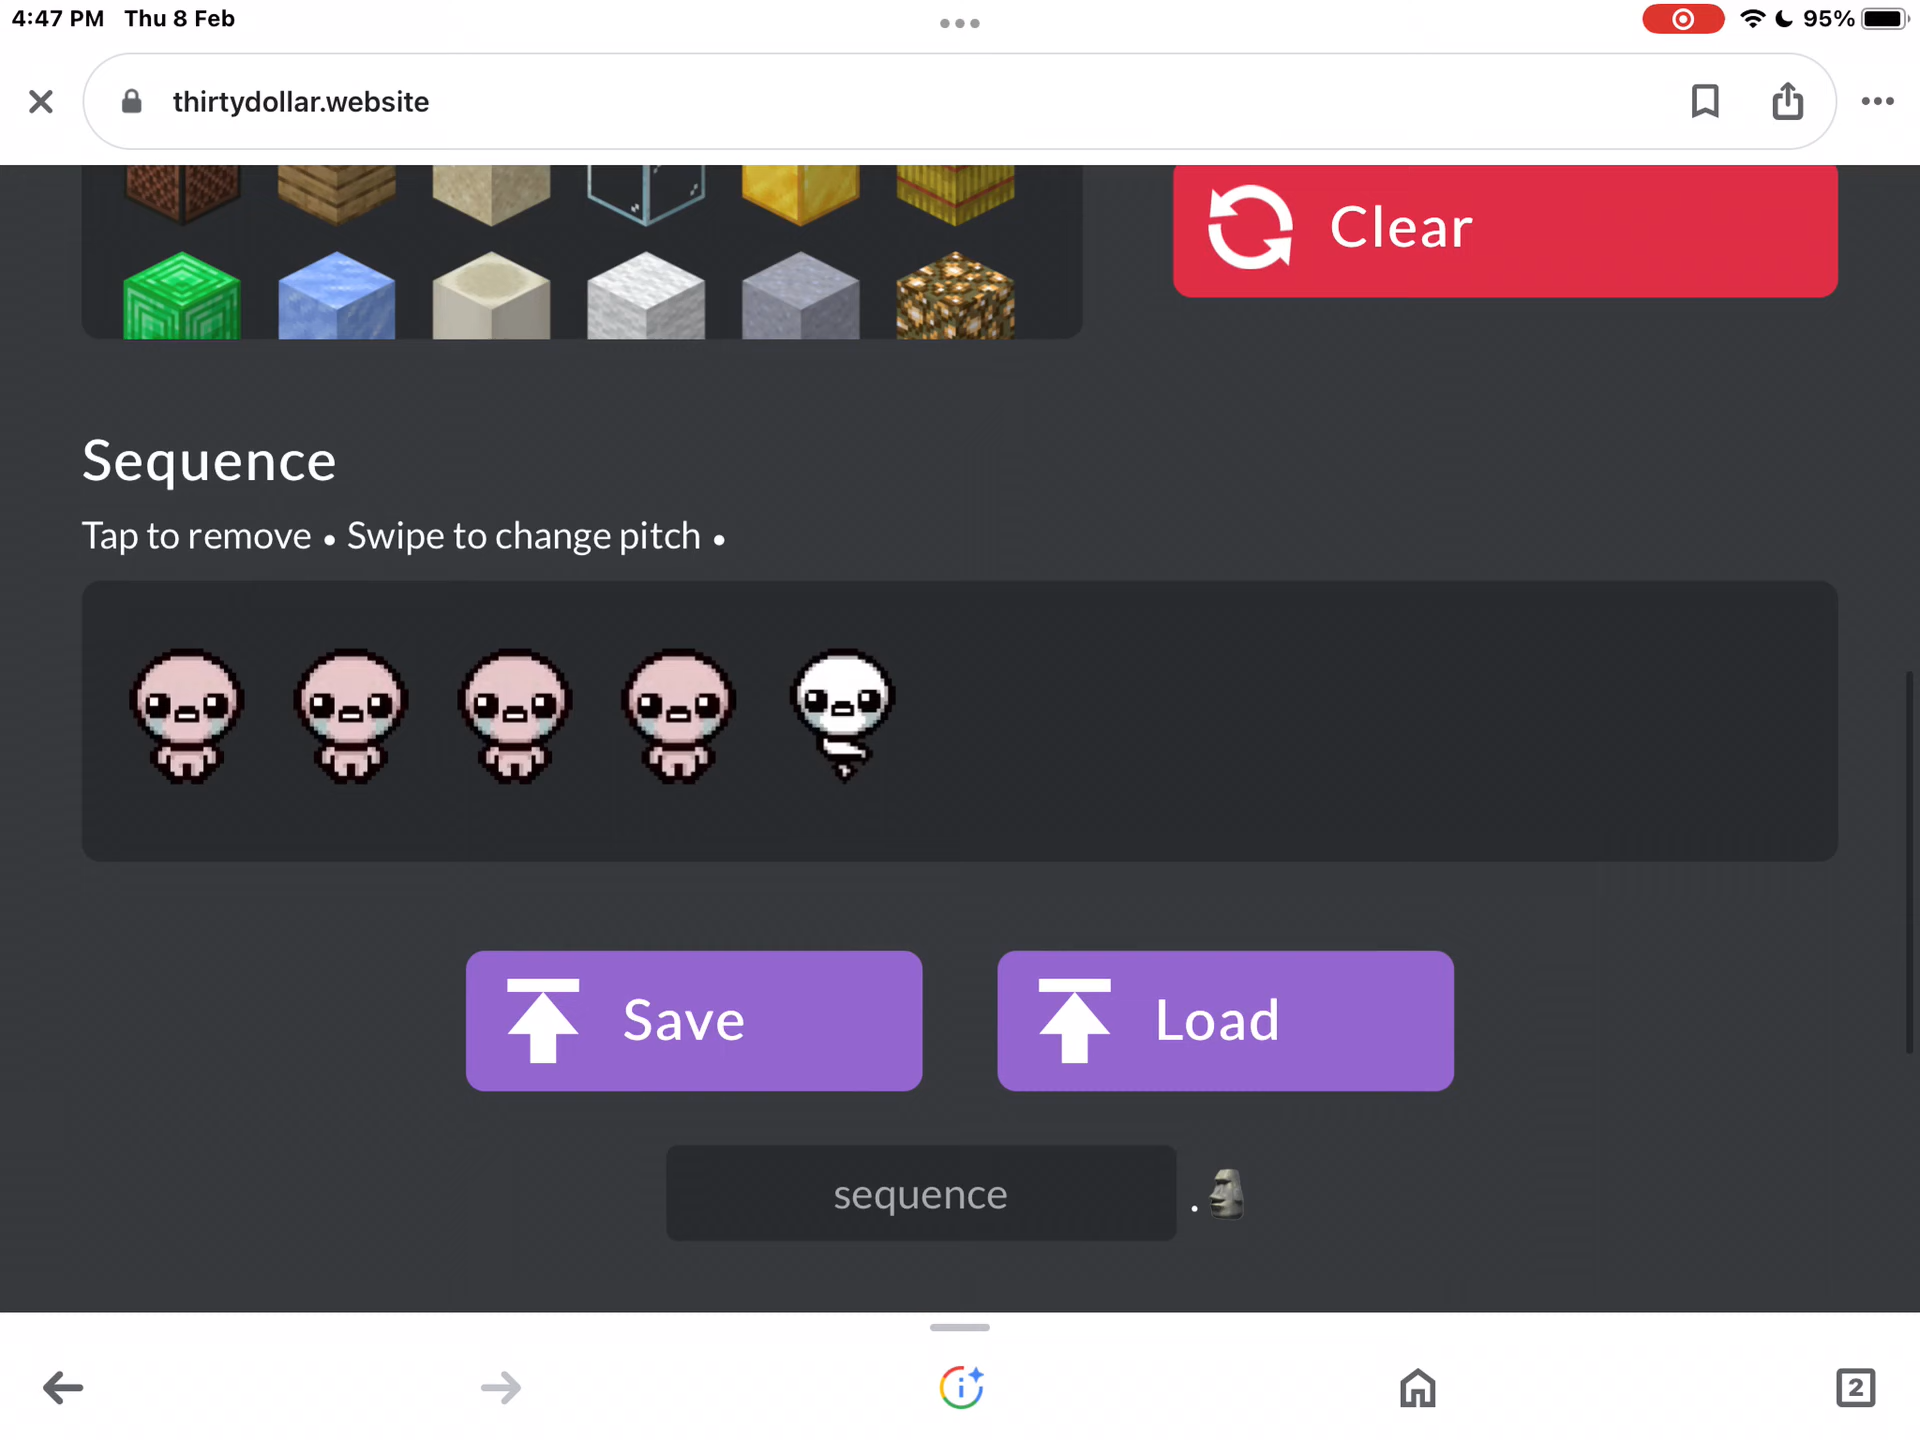 4:47 PM Thu 8 Feb 95%
thirtydollar.website
Clear
Sequence
Tap to remove • Swipe to change pitch •
Save Load
sequence .
2